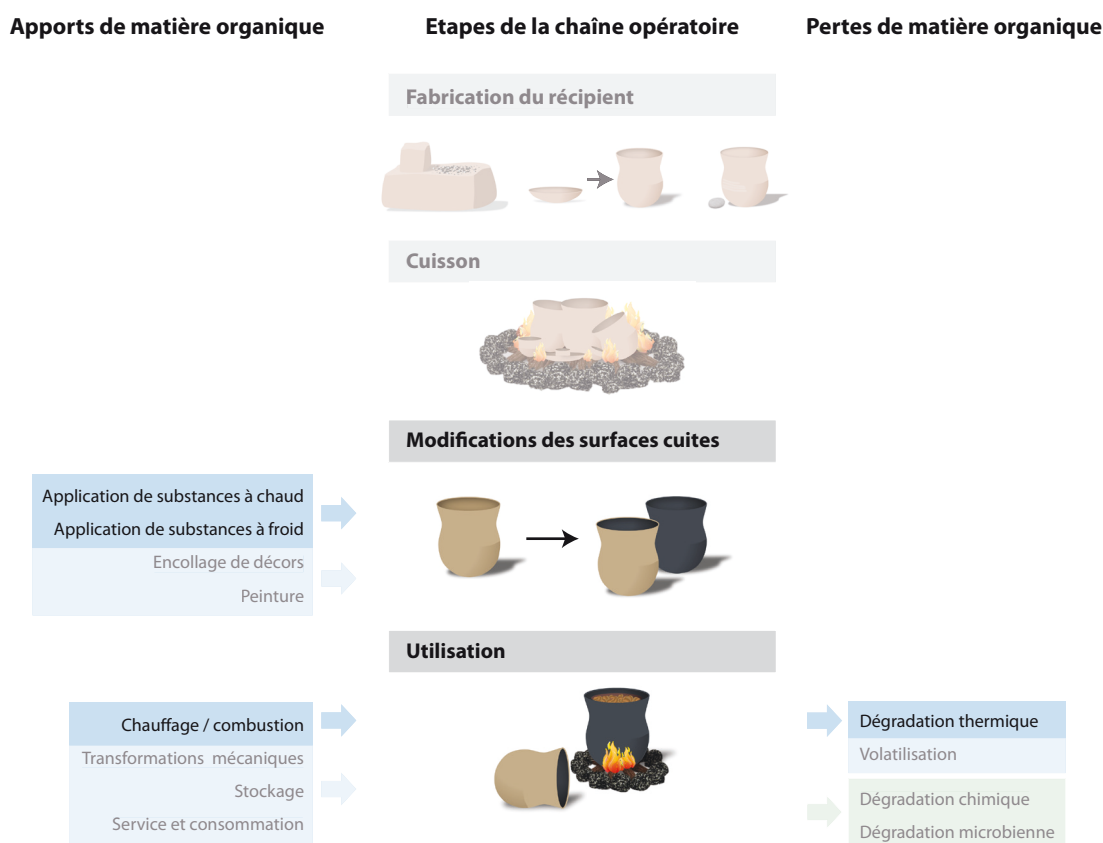 Apports de matière organique
Etapes de la chaîne opératoire
Pertes de matière organique
Fabrication du récipient
Cuisson
Modifications des surfaces cuites
Application de substances à chaud
Application de substances à froid
Encollage de décors
Peinture
Utilisation
Chauffage / combustion
Transformations mécaniques
Stockage
Service et consommation
Dégradation thermique
Volatilisation
Dégradation chimique
Dégradation microbienne